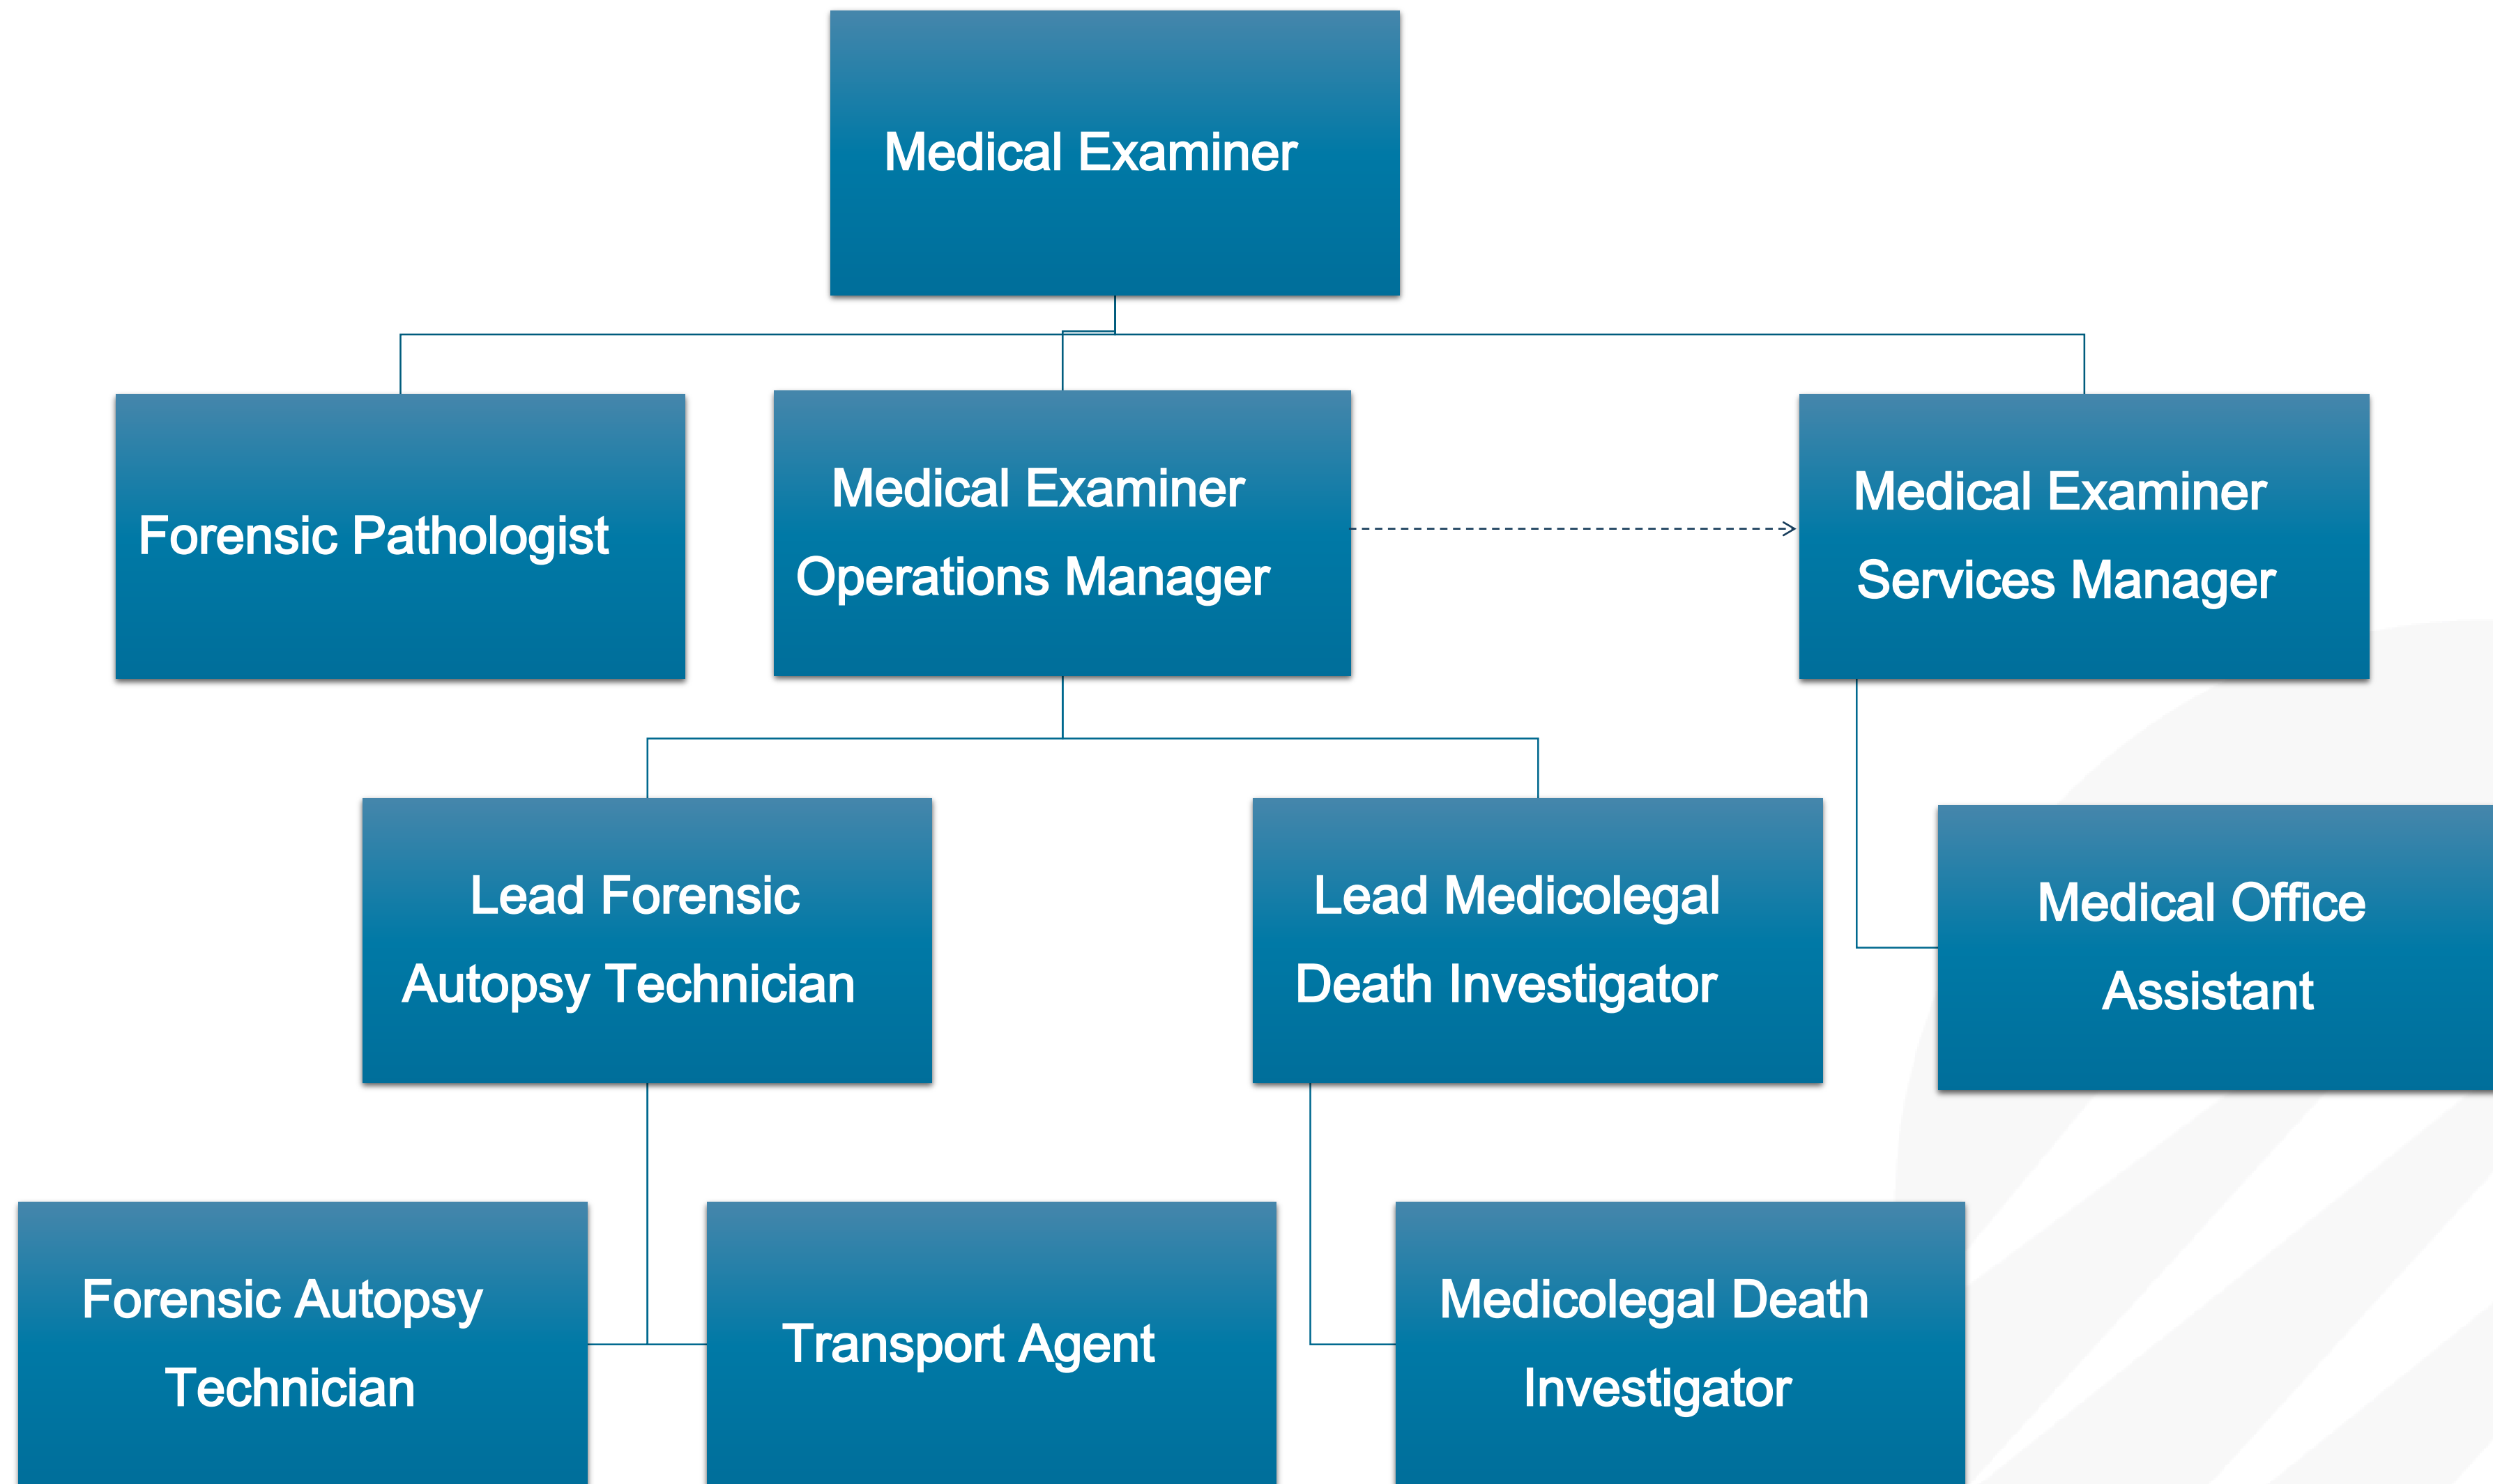 Medical Examiner
Forensic Pathologist
Medical Examiner
Operations Manager
Medical Examiner
Services Manager
Lead Forensic
Autopsy Technician
Lead Medicolegal
Death Investigator
Medical Office
Assistant
Forensic Autopsy
Technician
Transport Agent
Medicolegal Death
Investigator